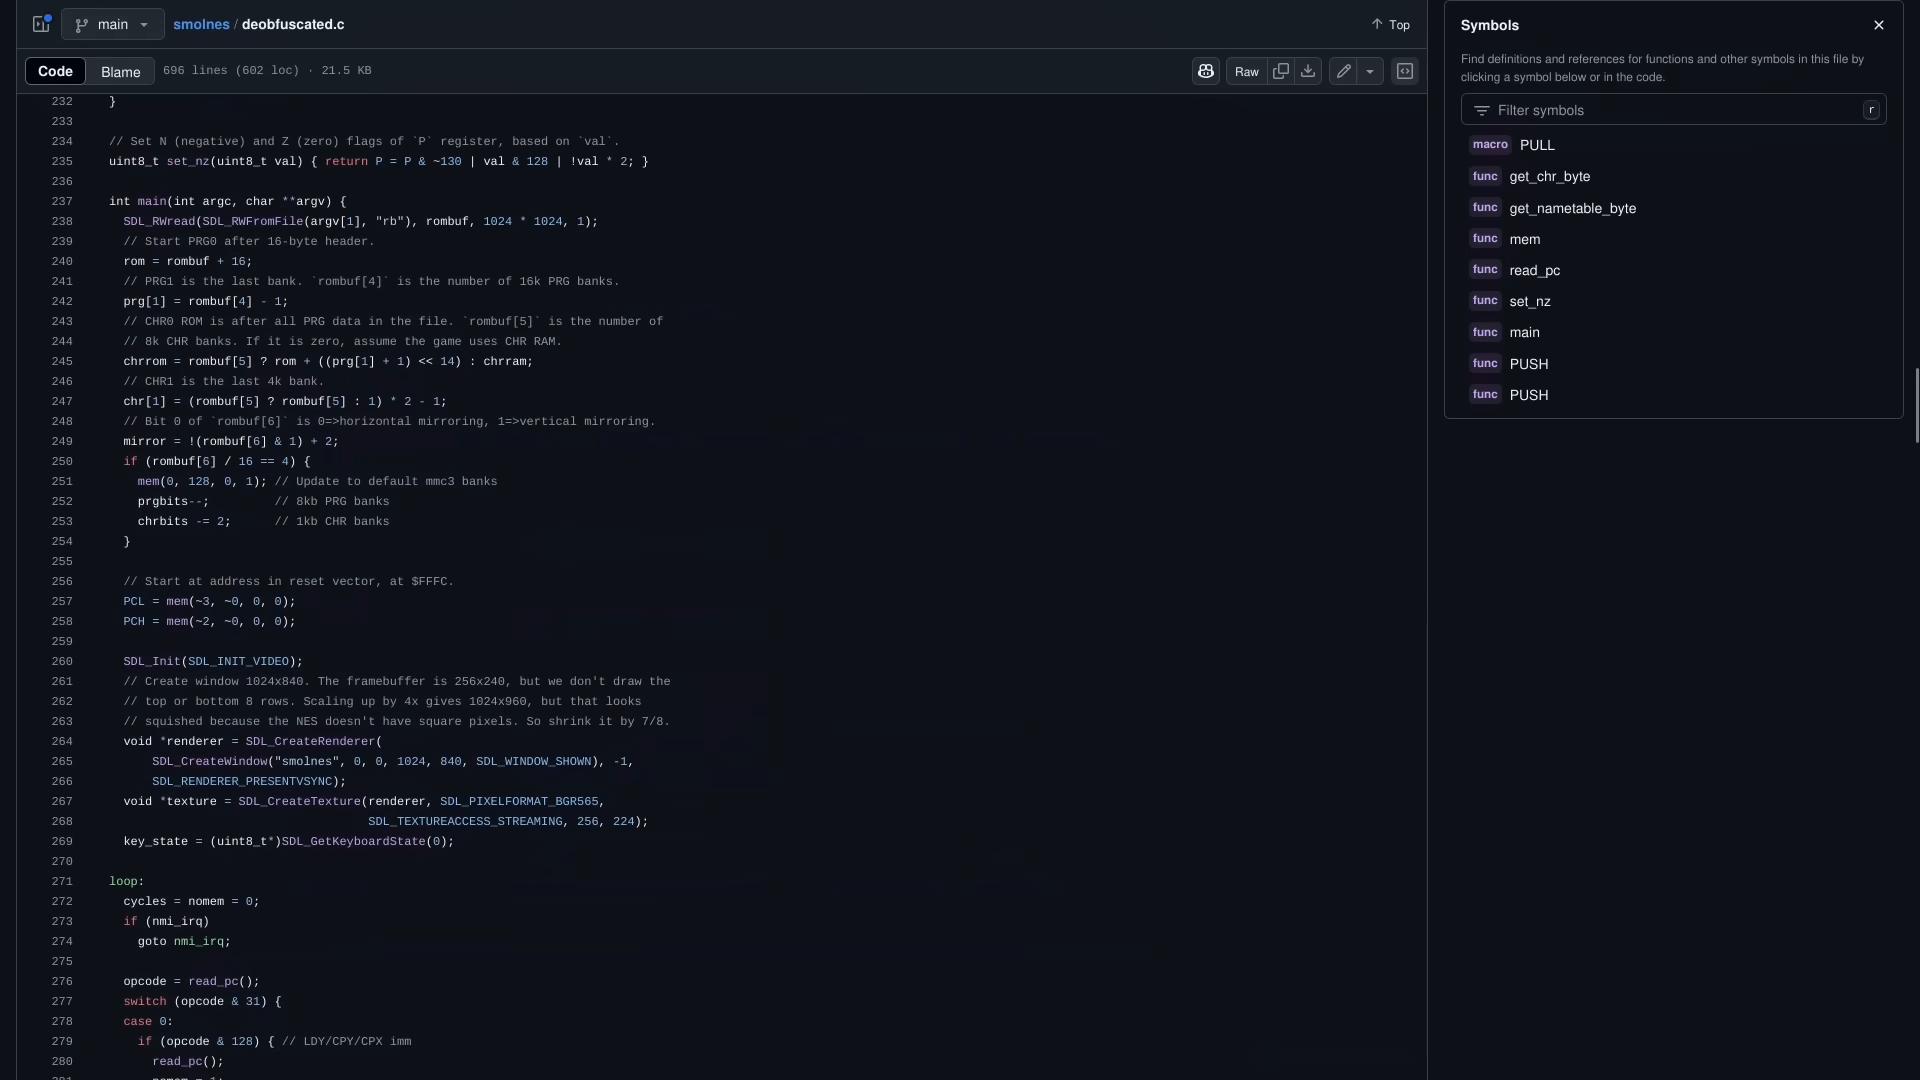 main
smolnes / deobfuscated.c
Top
Code
Blame
696 lines (602 loc) · 21.5 KB
Raw
232 }
233
234 // Set N (negative) and Z (zero) flags of `P` register, based on `val`.
235 uint8_t set_nz(uint8_t val) { return P = P & ~130 | val & 128 | !val * 2; }
236
237 int main(int argc, char **argv) {
238 SDL_RWread(SDL_RWFromFile(argv[1], "rb"), rombuf, 1024 * 1024, 1);
239 // Start PRG0 after 16-byte header.
240 rom = rombuf + 16;
241 // PRG1 is the last bank. `rombuf[4]` is the number of 16k PRG banks.
242 prg[1] = rombuf[4] - 1;
243 // CHR0 ROM is after all PRG data in the file. `rombuf[5]` is the number of
244 // 8k CHR banks. If it is zero, assume the game uses CHR RAM.
245 chrrom = rombuf[5] ? rom + ((prg[1] + 1) << 14) : chrram;
246 // CHR1 is the last 4k bank.
247 chr[1] = (rombuf[5] ? rombuf[5] : 1) * 2 - 1;
248 // Bit 0 of `rombuf[6]` is 0=>horizontal mirroring, 1=>vertical mirroring.
249 mirror = !(rombuf[6] & 1) + 2;
250 if (rombuf[6] / 16 == 4) {
251 mem(0, 128, 0, 1); // Update to default mmc3 banks
252 prgbits--; // 8kb PRG banks
253 chrbits -= 2; // 1kb CHR banks
254 }
255
256 // Start at address in reset vector, at $FFFC.
257 PCL = mem(~3, ~0, 0, 0);
258 PCH = mem(~2, ~0, 0, 0);
259
260 SDL_Init(SDL_INIT_VIDEO);
261 // Create window 1024x840. The framebuffer is 256x240, but we don't draw the
262 // top or bottom 8 rows. Scaling up by 4x gives 1024x960, but that looks
263 // squished because the NES doesn't have square pixels. So shrink it by 7/8.
264 void *renderer = SDL_CreateRenderer(
265 SDL_CreateWindow("smolnes", 0, 0, 1024, 840, SDL_WINDOW_SHOWN), -1,
266 SDL_RENDERER_PRESENTVSYNC);
267 void *texture = SDL_CreateTexture(renderer, SDL_PIXELFORMAT_BGR565,
268 SDL_TEXTUREACCESS_STREAMING, 256, 224);
269 key_state = (uint8_t*)SDL_GetKeyboardState(0);
270
271 loop:
272 cycles = nomem = 0;
273 if (nmi_irq)
274 goto nmi_irq;
275
276 opcode = read_pc();
277 switch (opcode & 31) {
278 case 0:
279 if (opcode & 128) { // LDY/CPY/CPX imm
280 read_pc();
281 nomem = 1;
Symbols
Find definitions and references for functions and other symbols in this file by
clicking a symbol below or in the code.
Filter symbols
r
macro PULL
func get_chr_byte
func get_nametable_byte
func mem
func read_pc
func set_nz
func main
func PUSH
func PUSH